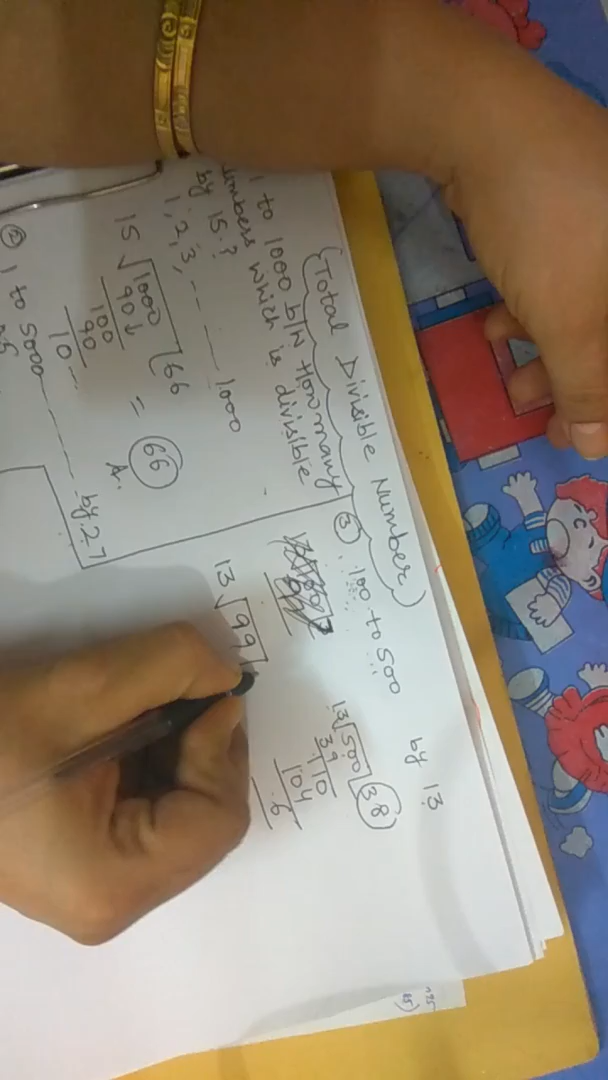 (Total Divisible Number)
1 to 1000 b/w How many
numbers which is divisible
by 15.?
1, 2, 3, ---- 1000
15 √1000 66
90↓
100
90
10
= 66 A.
② 1 to 5000 ---- by 27
③. 100 to 500 by 13
13 500 38
39
110
104
6
13 √99